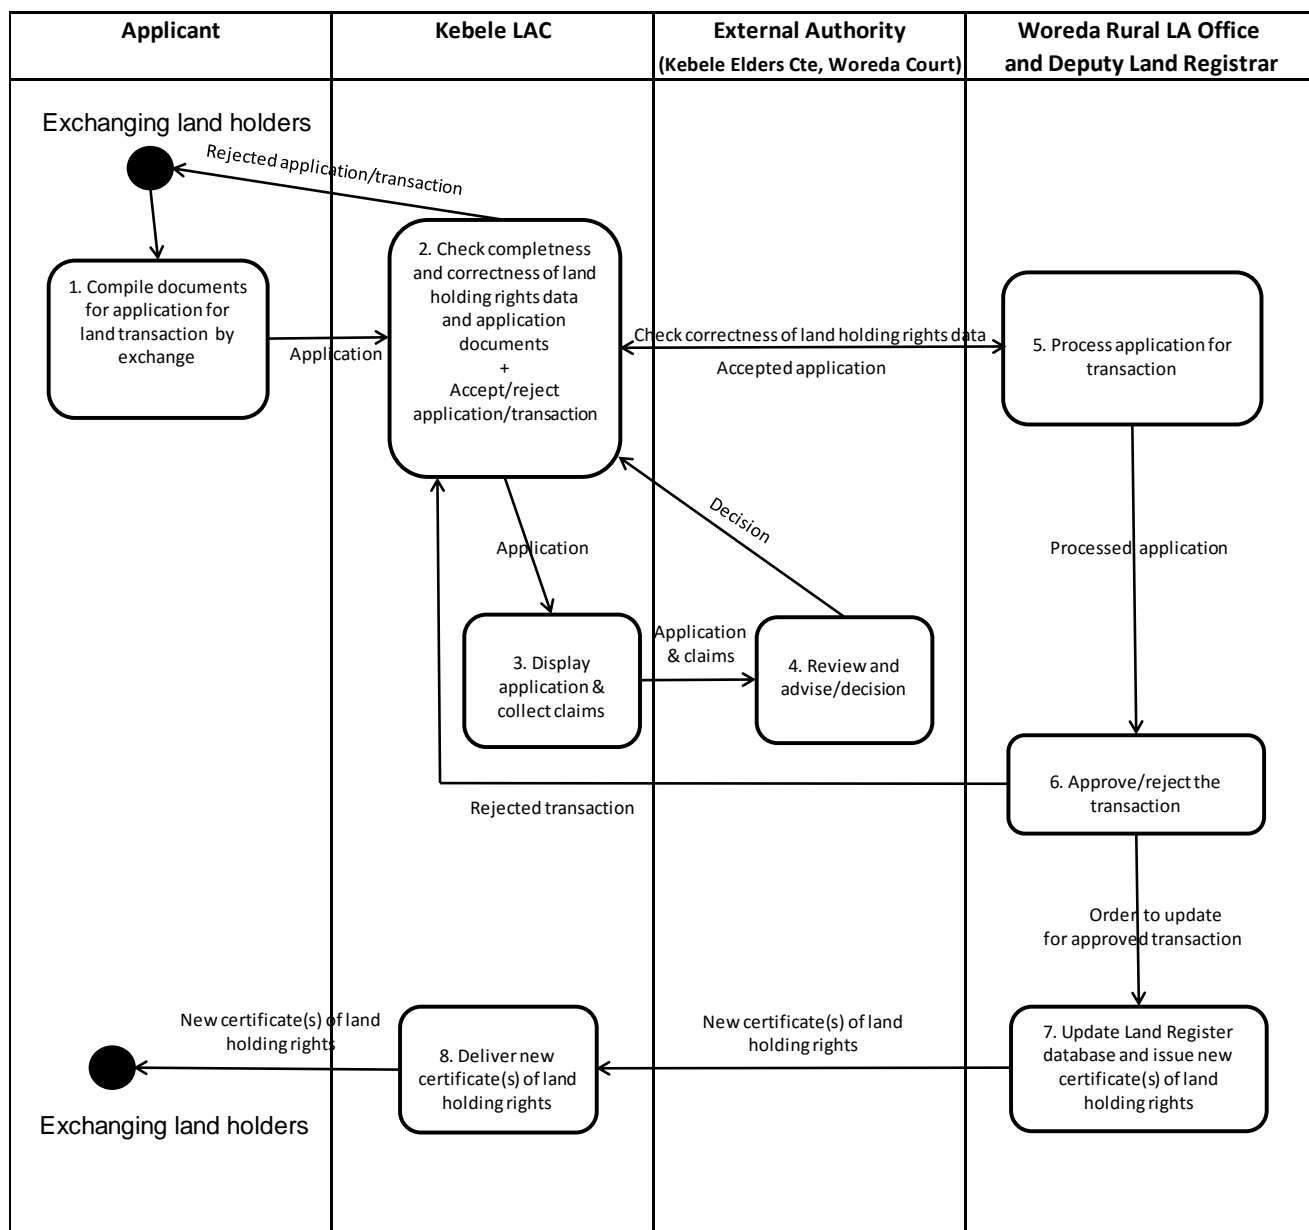 Applicant
Kebele LAC
External Authority
(Kebele Elders Cte, Woreda Court)
Woreda Rural LA Office
and Deputy Land Registrar
Exchanging land holders
Rejected application/transaction
1. Compile documents
for application for
land transaction by
exchange
Application
2. Check completness
and correctness of land
holding rights data
and application
documents
+
Accept/reject
application/transaction
Check correctness of land holding rights data
Accepted application
5. Process application for
transaction
Decision
Application
Processed application
3. Display
application &
collect claims
Application
& claims
4. Review and
advise/decision
6. Approve/reject the
transaction
Rejected transaction
Order to update
for approved transaction
New certificate(s) of land
holding rights
8. Deliver new
certificate(s) of land
holding rights
New certificate(s) of land
holding rights
7. Update Land Register
database and issue new
certificate(s) of land
holding rights
Exchanging land holders